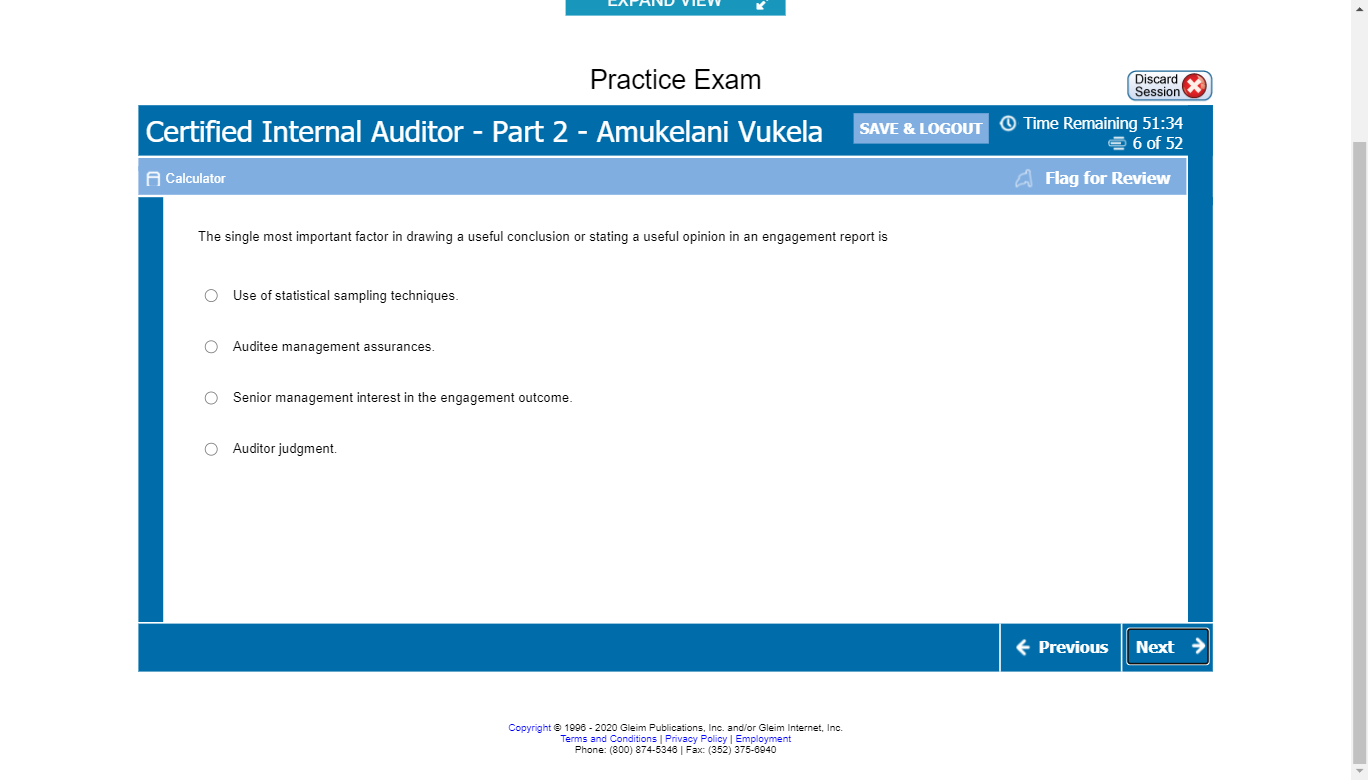 EXPAND VIEW
Practice Exam
Discard
Session
Certified Internal Auditor - Part 2 - Amukelani Vukela
SAVE & LOGOUT
Time Remaining 51:34
6 of 52
Calculator
Flag for Review
The single most important factor in drawing a useful conclusion or stating a useful opinion in an engagement report is
Use of statistical sampling techniques.
Auditee management assurances.
Senior management interest in the engagement outcome.
Auditor judgment.
Previous
Next
Copyright © 1996 - 2020 Gleim Publications, Inc. and/or Gleim Internet, Inc.
Terms and Conditions | Privacy Policy | Employment
Phone: (800) 874-5346 | Fax: (352) 375-6940